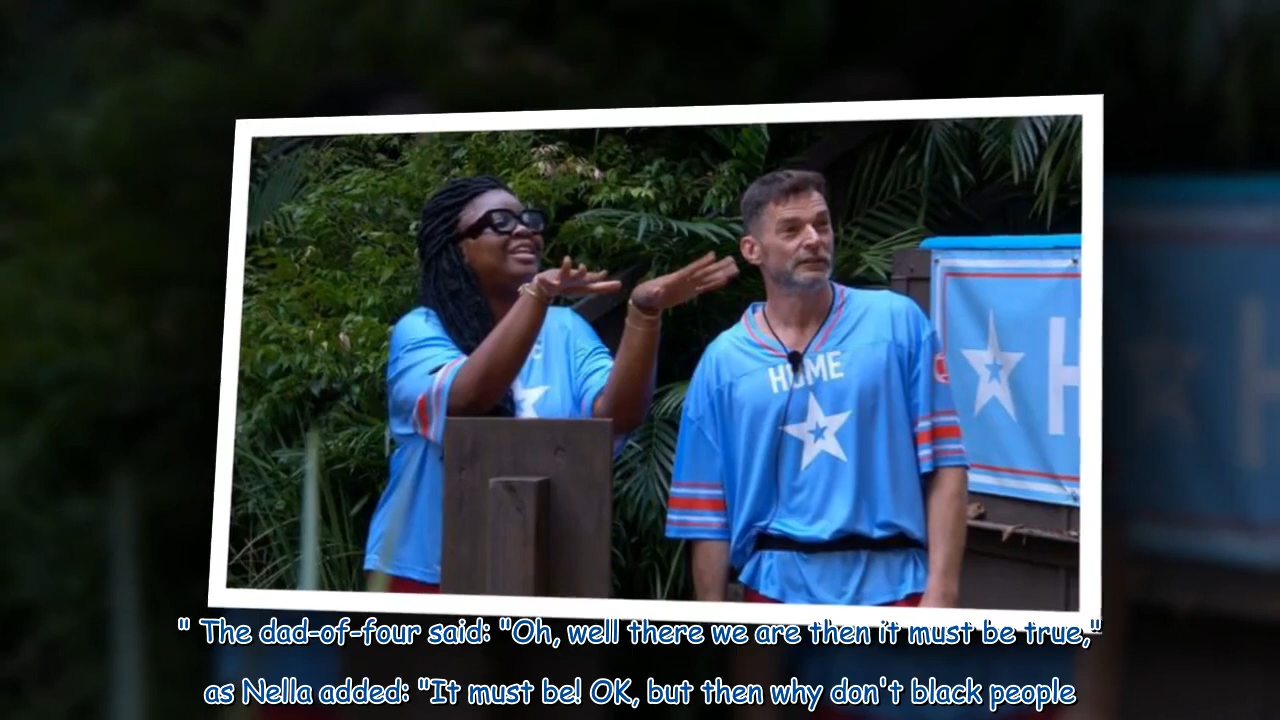 HOME
H
" The dad-of-four said: "Oh, well there we are then it must be true,"
as Nella added: "It must be! OK, but then why don't black people